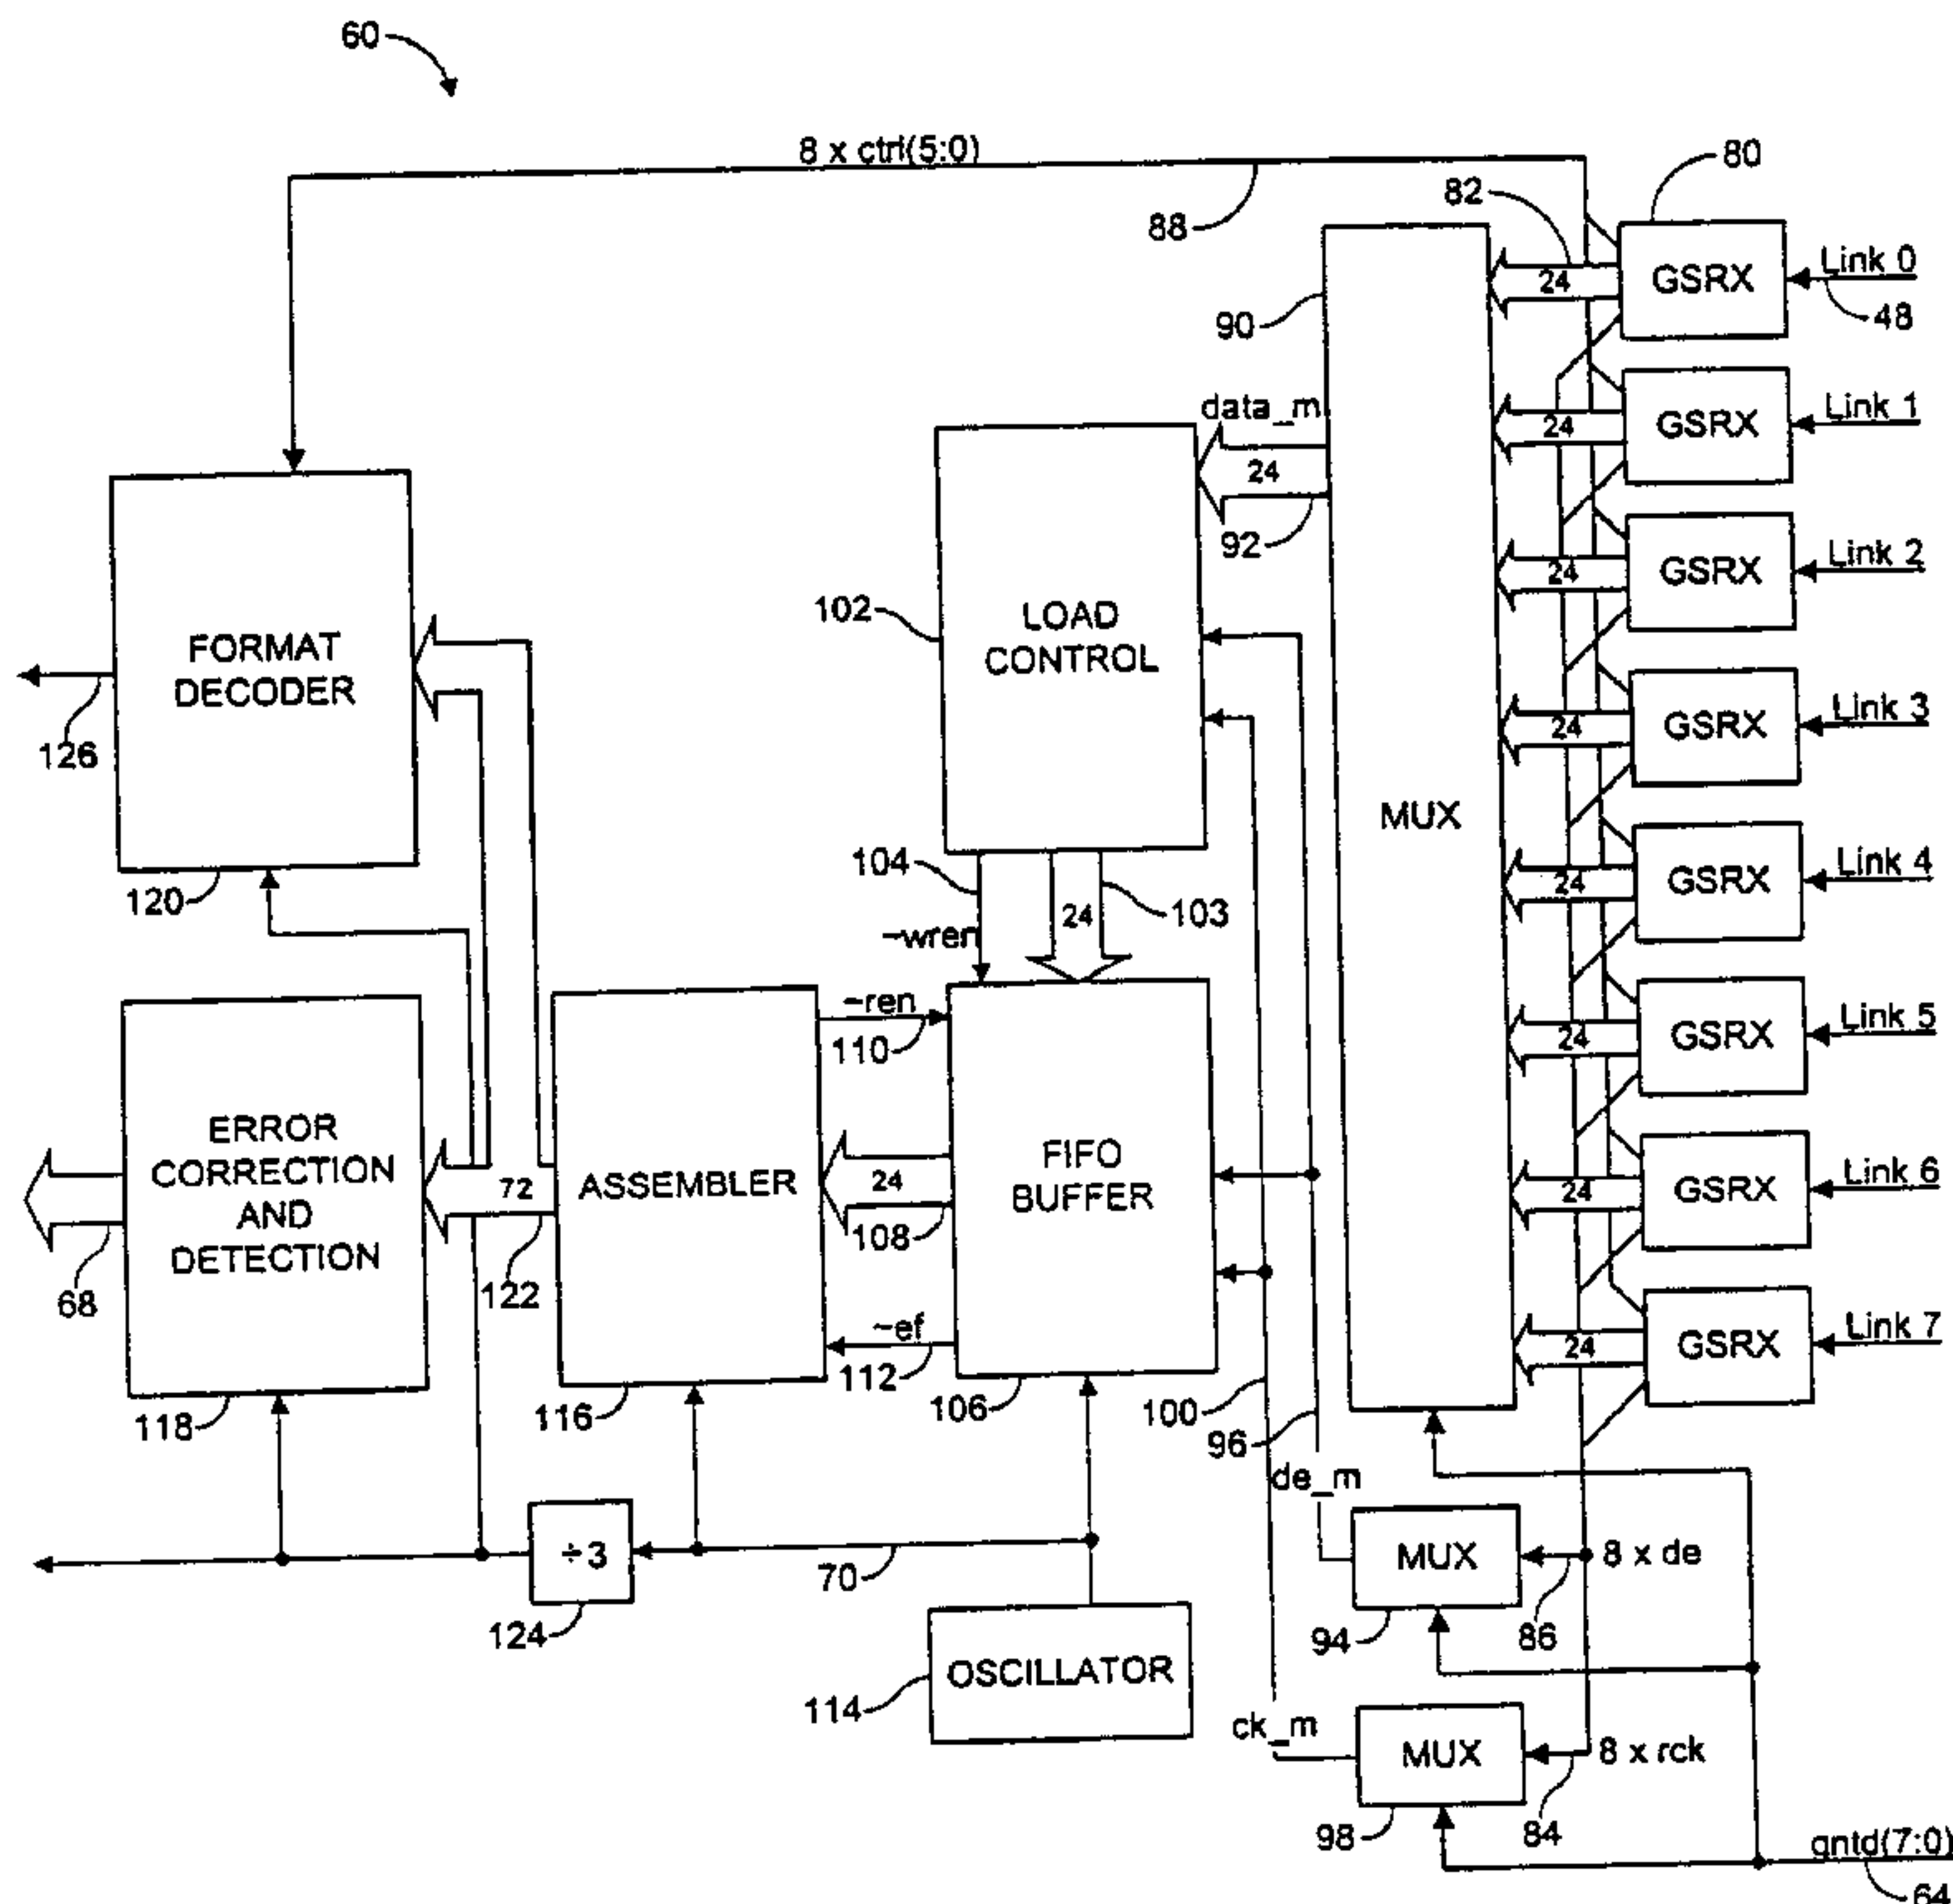 60
8 x ctrl(5:0)
88
82
80
GSRX
Link 0
48
24
90
GSRX
Link 1
24
data_m
24
92
GSRX
Link 2
24
102
LOAD
CONTROL
FORMAT
DECODER
126
GSRX
Link 3
24
MUX
120
104
24
103
~wren
GSRX
Link 4
24
~ren
110
GSRX
Link 5
24
ERROR
CORRECTION
AND
DETECTION
72
ASSEMBLER
24
FIFO
BUFFER
108
122
68
GSRX
Link 6
24
~ef
112
GSRX
Link 7
24
118
116
106
100
96
de_m
÷3
70
124
MUX
8 x de
94
86
OSCILLATOR
114
ck_m
MUX
8 x rck
98
84
gntd(7:0)
64